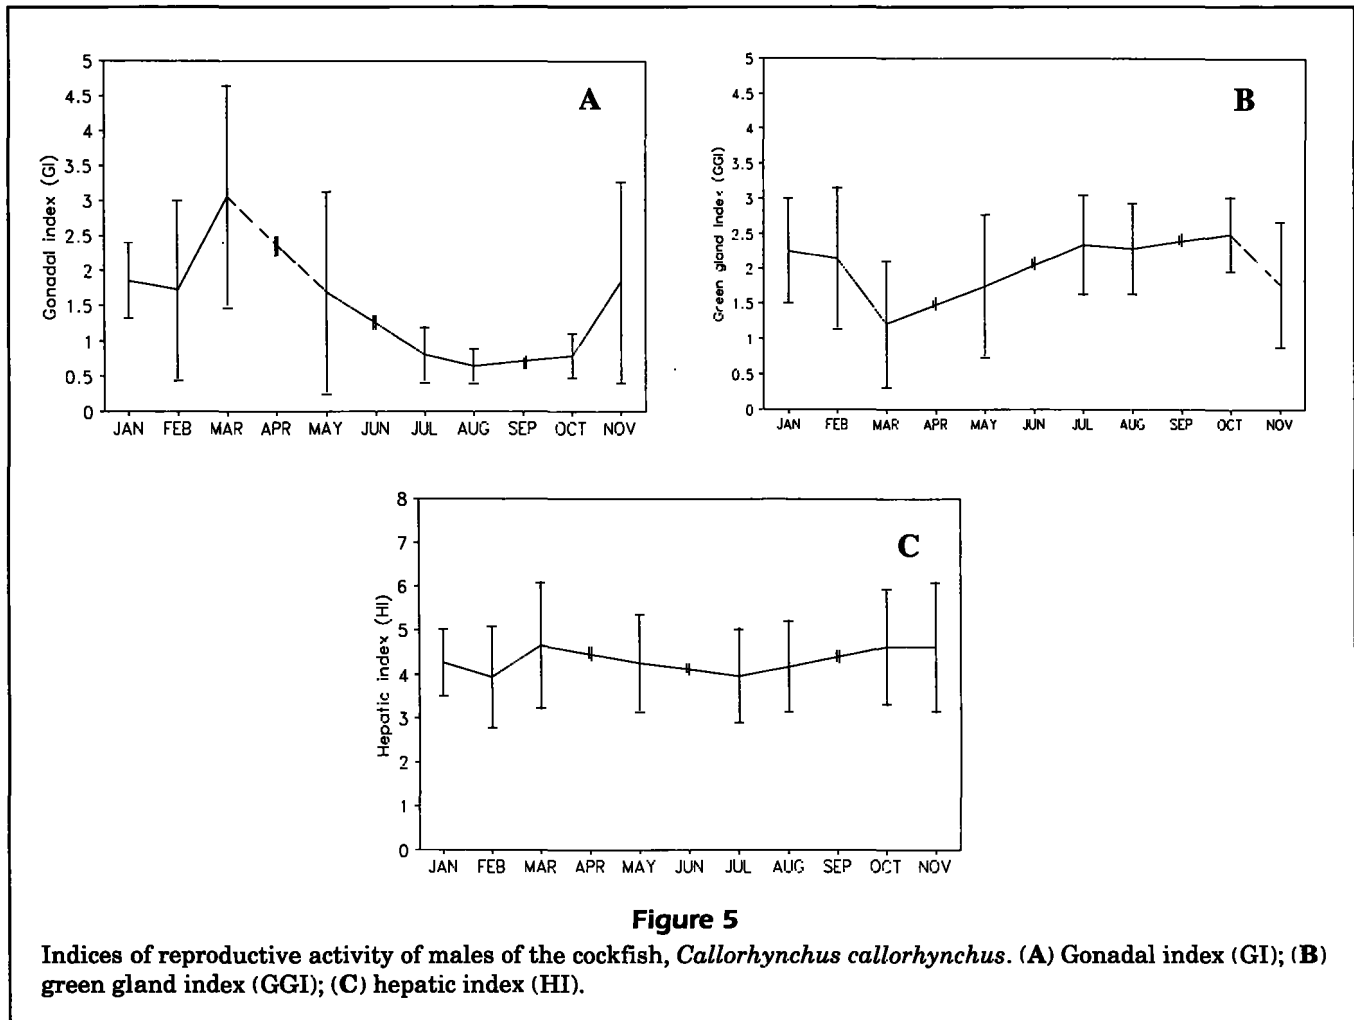 A
Gonadal index (GI)
5
4.5
4
3.5
3
2.5
2
1.5
1
0.5
0
JAN FEB MAR APR MAY JUN JUL AUG SEP OCT NOV
B
Green gland index (GGI)
5
4.5
4
3.5
3
2.5
2
1.5
1
0.5
0
JAN FEB MAR APR MAY JUN JUL AUG SEP OCT NOV
C
Hepatic index (HI)
8
7
6
5
4
3
2
1
0
JAN FEB MAR APR MAY JUN JUL AUG SEP OCT NOV
Figure 5
Indices of reproductive activity of males of the cockfish, Callorhynchus callorhynchus. (A) Gonadal index (GI); (B)
green gland index (GGI); (C) hepatic index (HI).